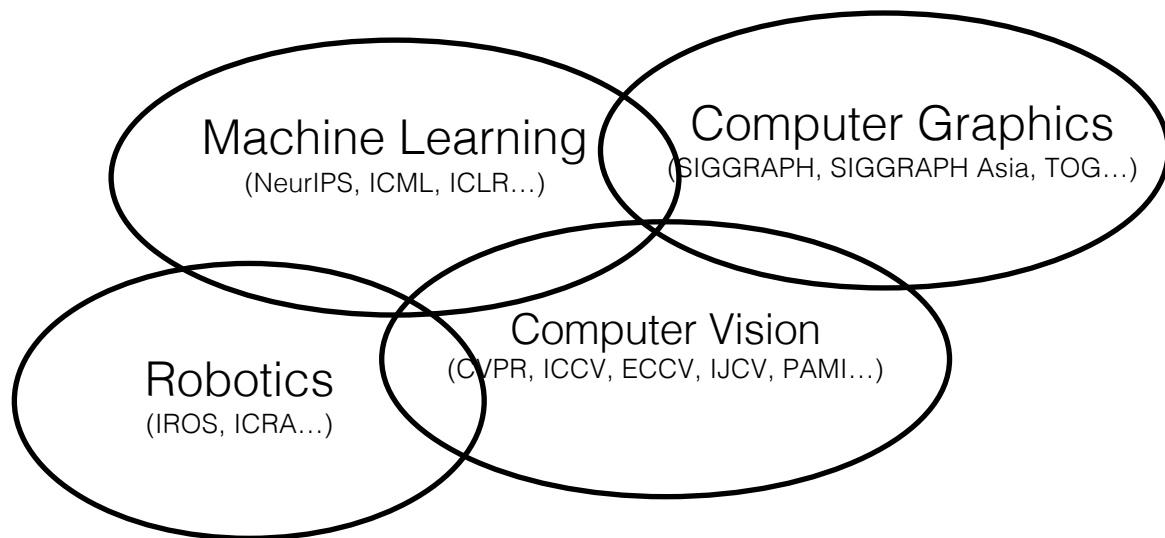 Machine Learning
(NeurIPS, ICML, ICLR…)
Computer Graphics
(SIGGRAPH, SIGGRAPH Asia, TOG…)
Computer Vision
(CVPR, ICCV, ECCV, IJCV, PAMI…)
Robotics
(IROS, ICRA…)